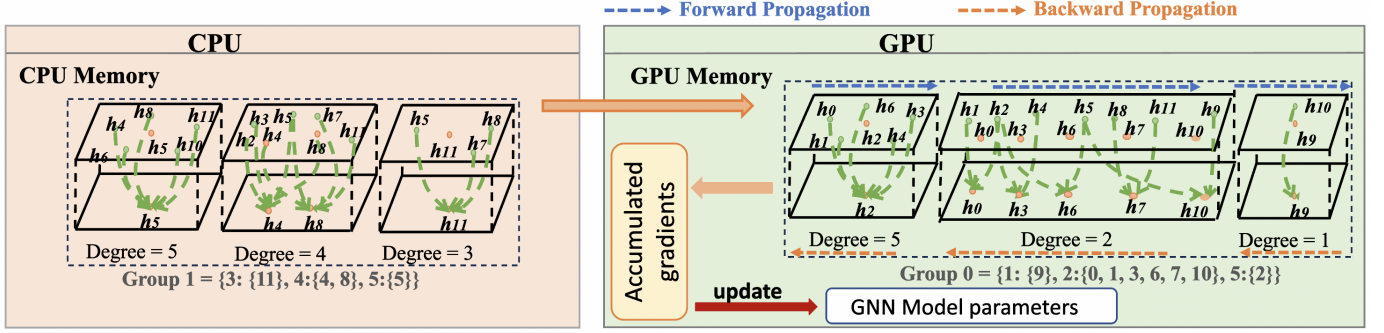 Forward Propagation
Backward Propagation
CPU
CPU Memory
h8
h4
h11
h5
h10
h6
h5
Degree = 5
h3
h5
h7
h2
h4
h11
h8
h4
h8
Degree = 4
h5
h8
h11
h7
h11
Degree = 3
Group 1 = {3: {11}, 4:{4, 8}, 5:{5}}
GPU
GPU Memory
Accumulated
gradients
h0
h6
h3
h2
h4
h1
h2
Degree = 5
h1
h2
h4
h5
h8
h11
h9
h0
h3
h6
h7
h10
h0
h3
h6
h7
h10
Degree = 2
h10
h9
h9
Degree = 1
Group 0 = {1: {9}, 2:{0, 1, 3, 6, 7, 10}, 5:{2}}
update
GNN Model parameters